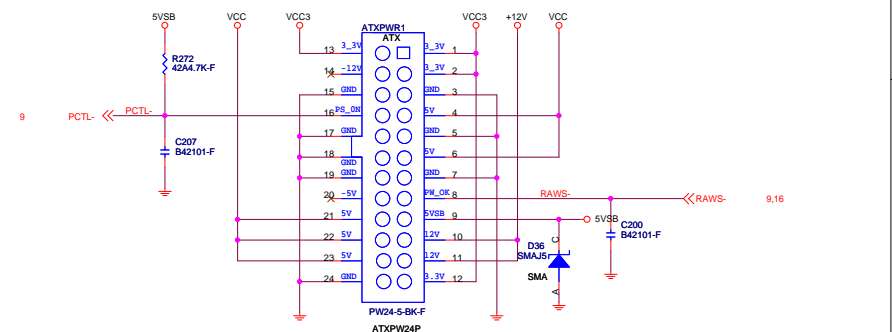 5VSB VCC VCC3 VCC3 +12V VCC
ATXPWR1
ATX
R272
42A4.7K-F
13 3_3V 3_3V 1
14 -12V 3_3V 2
15 GND GND 3
9 PCTL- PCTL- 16 PS_ON 5V 4
17 GND GND 5
C207
B42101-F
18 GND 5V 6
19 GND GND 7
20 -5V PW_OK 8 RAWS- RAWS- 9,16
21 5V 5VSB 9 5VSB
C200
B42101-F
22 5V 12V 10
D36
SMAJ5
C
23 5V 12V 11
SMA
24 GND 3.3V 12
A
PW24-5-BK-F
ATXPW24P